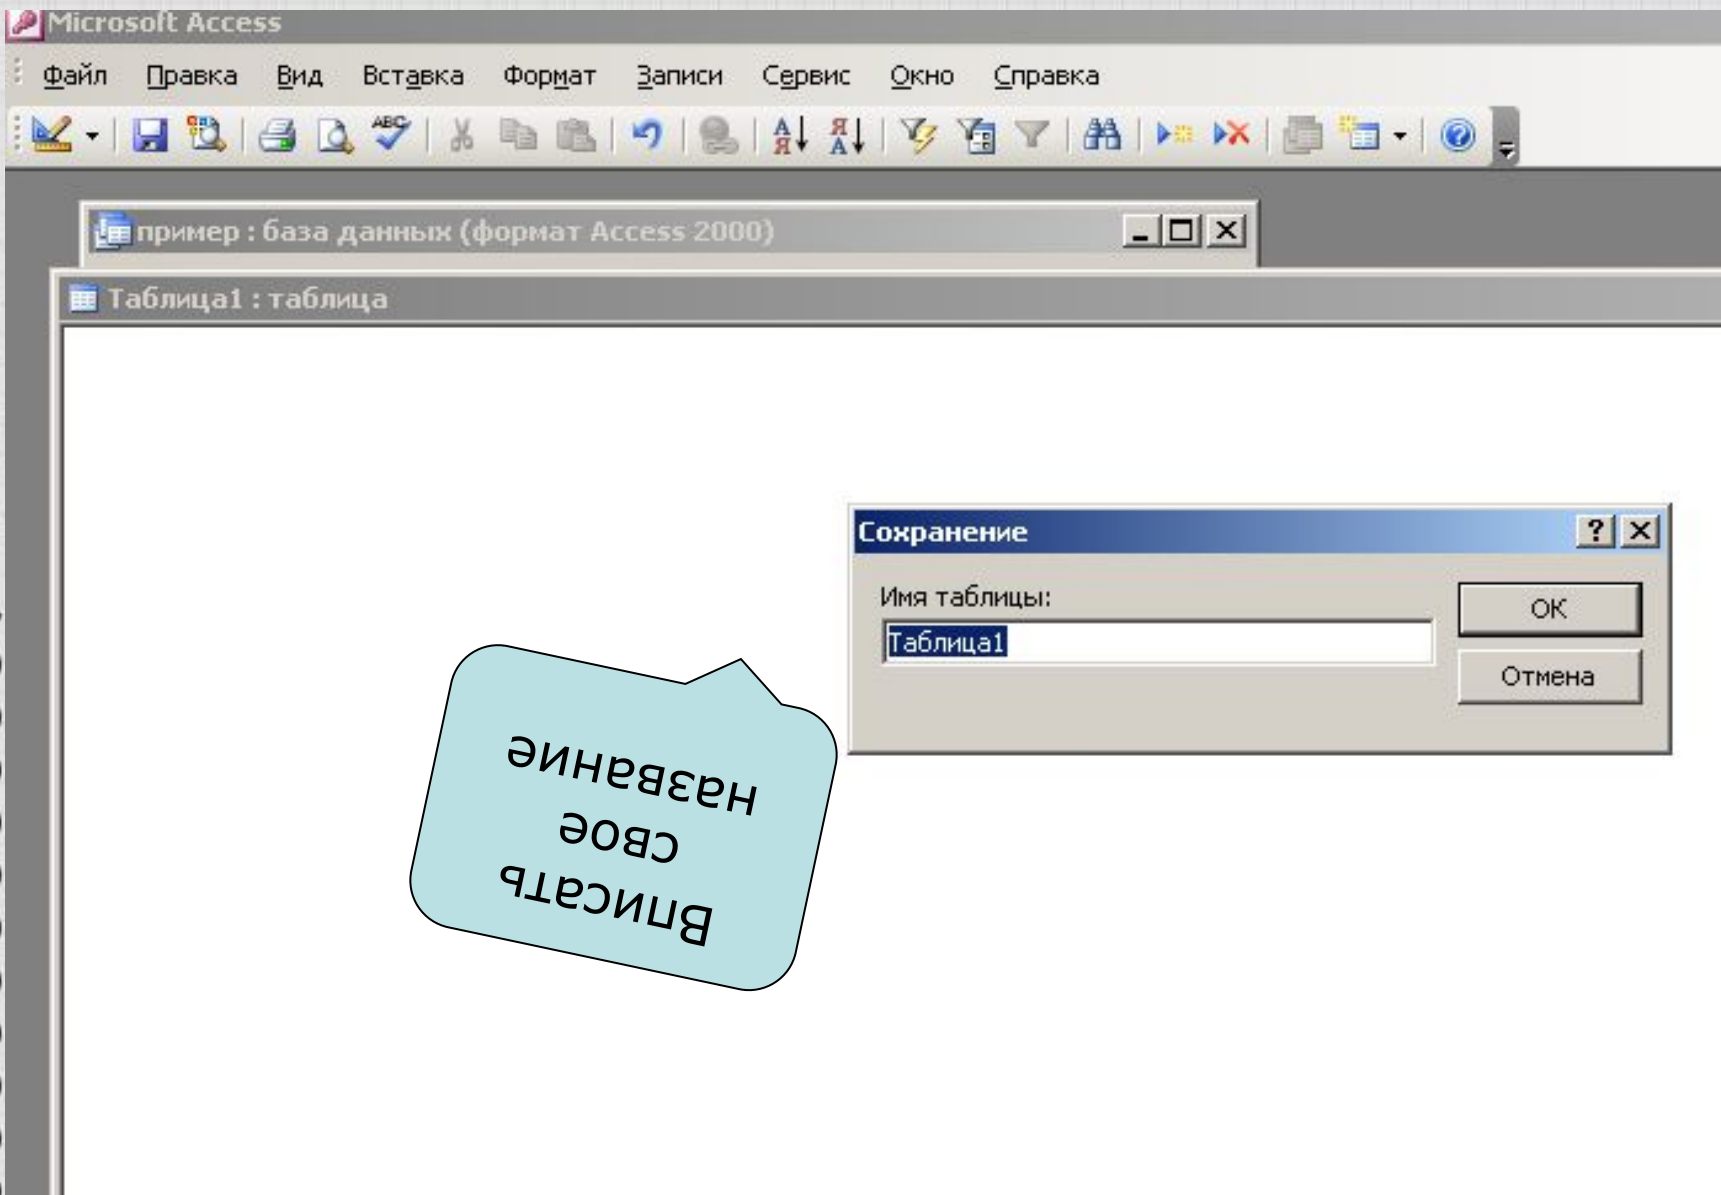 Microsoft Access
Файл Правка Вид Вставка Формат Записи Сервис Окно Справка
ABC
А Я Я А
пример : база данных (формат Access 2000)
Таблица1 : таблица
Сохранение
Имя таблицы:
ОК
Таблица1
Отмена
Вписать
свое
название